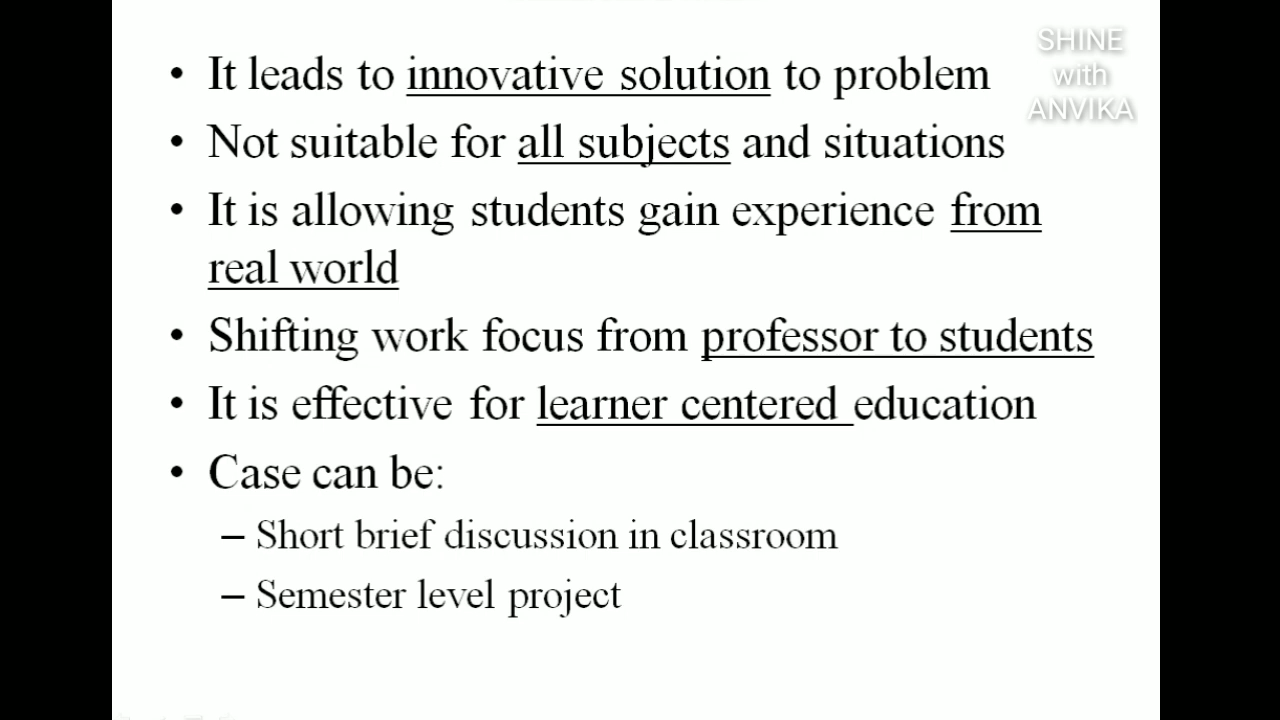 SHINE
with
ANVIKA
• It leads to innovative solution to problem
• Not suitable for all subjects and situations
• It is allowing students gain experience from
real world
• Shifting work focus from professor to students
• It is effective for learner centered education
• Case can be:
– Short brief discussion in classroom
– Semester level project